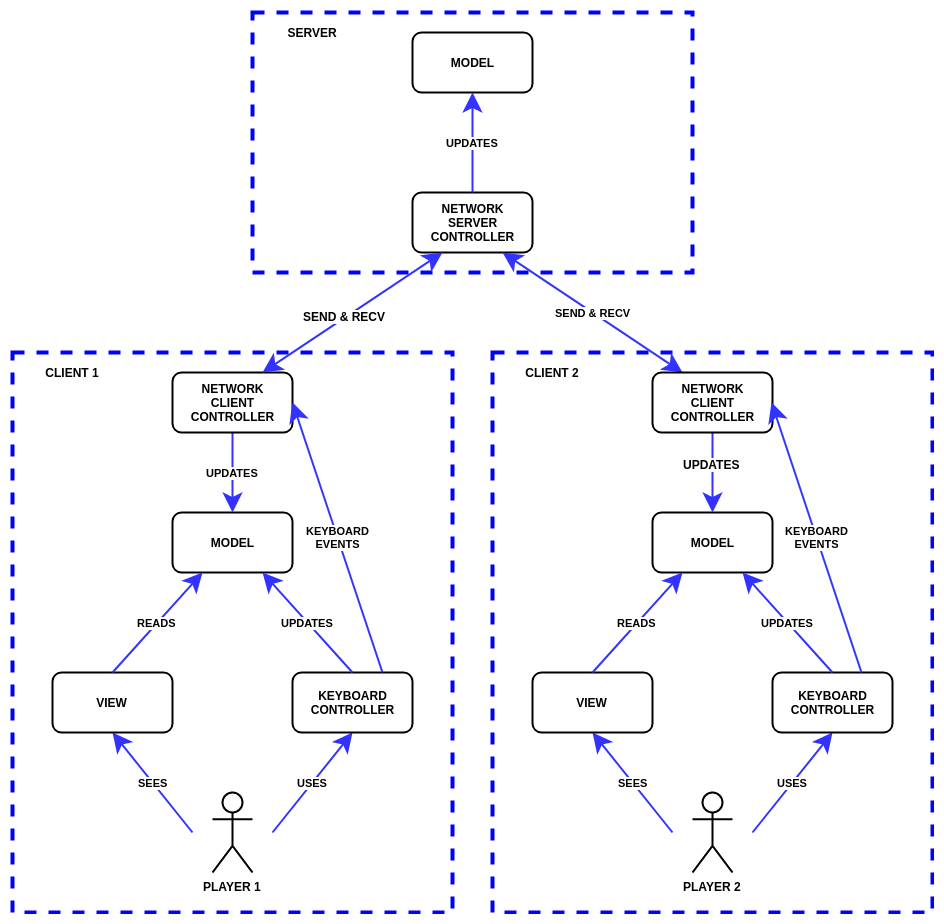 SERVER
MODEL
UPDATES
NETWORK
SERVER
CONTROLLER
SEND & RECV
SEND & RECV
CLIENT 1
NETWORK
CLIENT
CONTROLLER
UPDATES
MODEL
KEYBOARD
EVENTS
READS
UPDATES
VIEW
KEYBOARD
CONTROLLER
SEES
USES
PLAYER 1
CLIENT 2
NETWORK
CLIENT
CONTROLLER
UPDATES
MODEL
KEYBOARD
EVENTS
READS
UPDATES
VIEW
KEYBOARD
CONTROLLER
SEES
USES
PLAYER 2